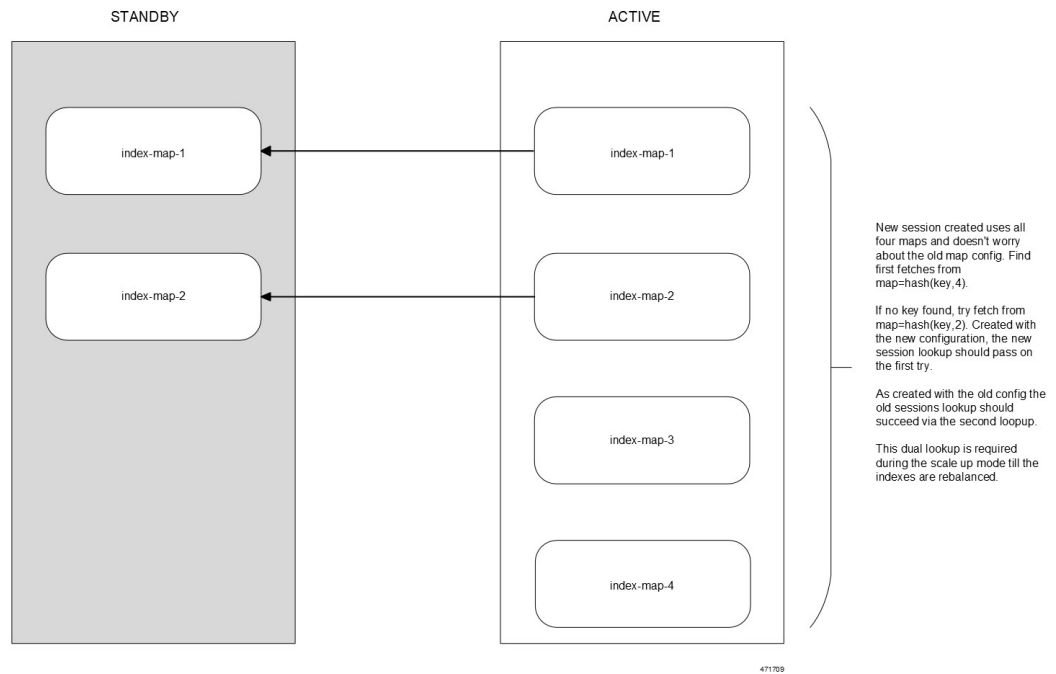 STANDBY
ACTIVE
index-map-1
index-map-1
index-map-2
index-map-2
index-map-3
index-map-4
New session created uses all
four maps and doesn't worry
about the old map config. Find
first fetches from
map=hash(key,4).
If no key found, try fetch from
map=hash(key,2). Created with
the new configuration, the new
session lookup should pass on
the first try.
As created with the old config the
old sessions lookup should
succeed via the second loopup.
This dual lookup is required
during the scale up mode till the
indexes are rebalanced.
471709